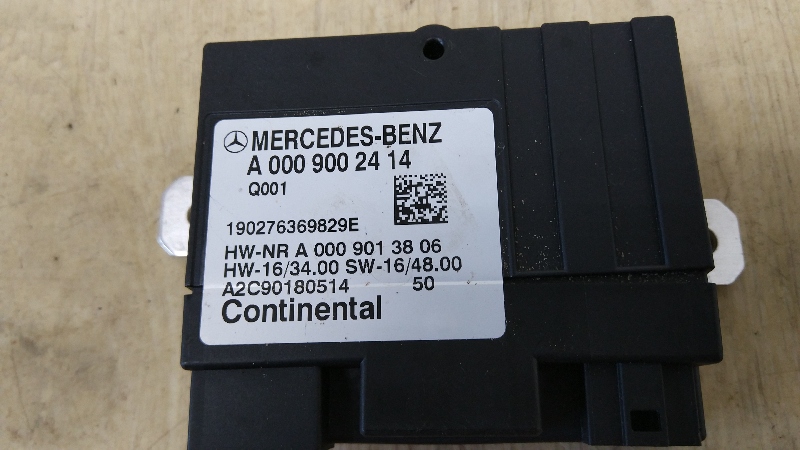 MERCEDES-BENZ
A 000 900 24 14
Q001
190276369829E
HW-NR A 000 901 38 06
HW-16/34.00 SW-16/48.00
A2C90180514 50
Continental